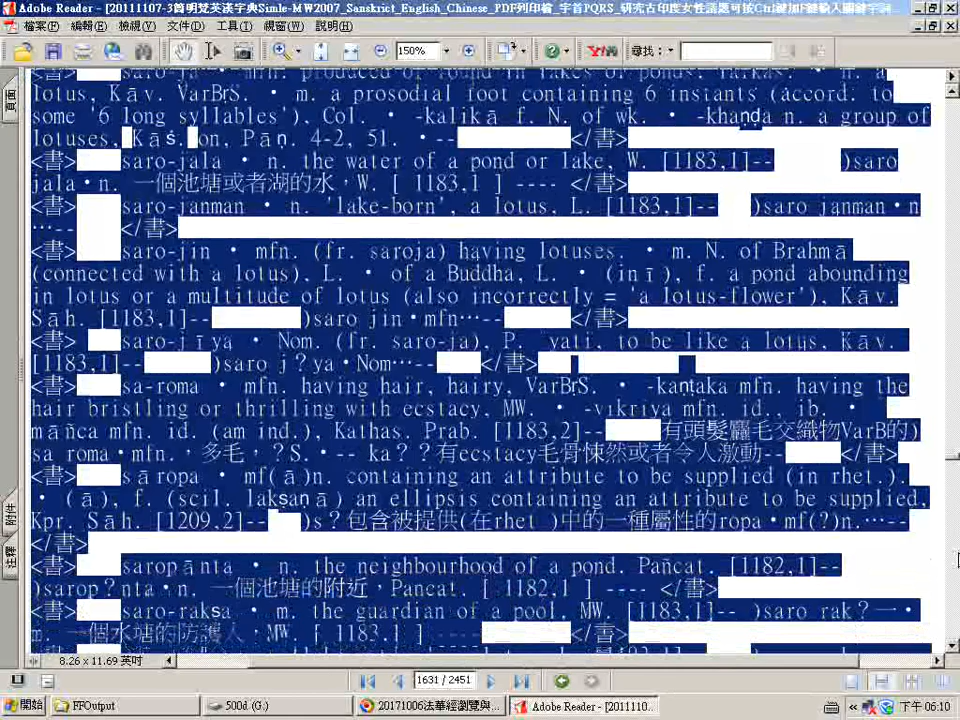 Adobe Reader - [20111107-3簡明梵英漢字典Simle-MW2007_Sanskrict_English_Chinese_PDF列印檔_字首PQRS_研究古印度女性議題可按Ctrl鍵加F鍵輸入關鍵字詞
檔案(F) 編輯(E) 檢視(V) 文件(D) 工具(T) 視窗(W) 說明(H)
150% 尋找：
頁面
附件
注釋
<書> saro-ja • mfn. produced or found in lakes or ponds, Yājñ. • n. a
lotus, Kāv. VarBṛS. • m. a prosodial foot containing 6 instants (accord. to
some '6 long syllables'), Col. • -kalikā f. N. of wk. • -khaṇḍa n. a group of
lotuses, Kāś. on, Pāṇ. 4-2, 51. •-- </書>
<書> saro-jala • n. the water of a pond or lake, W. [1183,1]-- )saro
jala•n. 一個池塘或者湖的水，W. [ 1183,1 ] ---- </書>
<書> saro-janman • n. 'lake-born', a lotus, L. [1183,1]-- )saro janman•n
…-- </書>
<書> saro-jin • mfn. (fr. saroja) having lotuses. • m. N. of Brahmā
(connected with a lotus), L. • of a Buddha, L. • (inī), f. a pond abounding
in lotus or a multitude of lotus (also incorrectly = 'a lotus-flower'), Kāv.
Sāh. [1183,1]-- )saro jin•mfn…-- </書>
<書> saro-jīya • Nom. (fr. saro-ja), P. yati, to be like a lotus, Kāv.
[1183,1]-- )saro j？ya•Nom…-- </書>
<書> sa-roma • mfn. having hair, hairy, VarBṛS. • -kaṇṭaka mfn. having the
hair bristling or thrilling with ecstacy, MW. • -vikriya mfn. id., ib. •
māñca mfn. id. (am ind.), Kathas. Prab. [1183,2]-- 有頭髮龖毛交織物VarB的)
sa roma•mfn.，多毛，？S.•-- ka？？有ecstacy毛骨悚然或者令人激動-- </書>
<書> sāropa • mf(ā)n. containing an attribute to be supplied (in rhet.).
• (ā), f. (scil. lakṣaṇā) an ellipsis containing an attribute to be supplied,
Kpr. Sāh. [1209,2]-- )s？包含被提供(在rhet )中的一種屬性的ropa•mf(?)n.…--
</書>
<書> saropānta • n. the neighbourhood of a pond. Pañcat. [1182,1]--
)sarop？nta•n. 一個池塘的附近，Pancat. [ 1182,1 ] ---- </書>
<書> saro-rakṣa • m. the guardian of a pool, MW. [1183,1]-- )saro rak？一•
m. 一個水塘的防護人，MW. [ 1183,1 ] ---- </書>
8.26 x 11.69 英吋
1631 / 2451
開始 FFOutput 500d (G:) 20171006法華經瀏覽與... Adobe Reader - [2011110... 下午 06:10